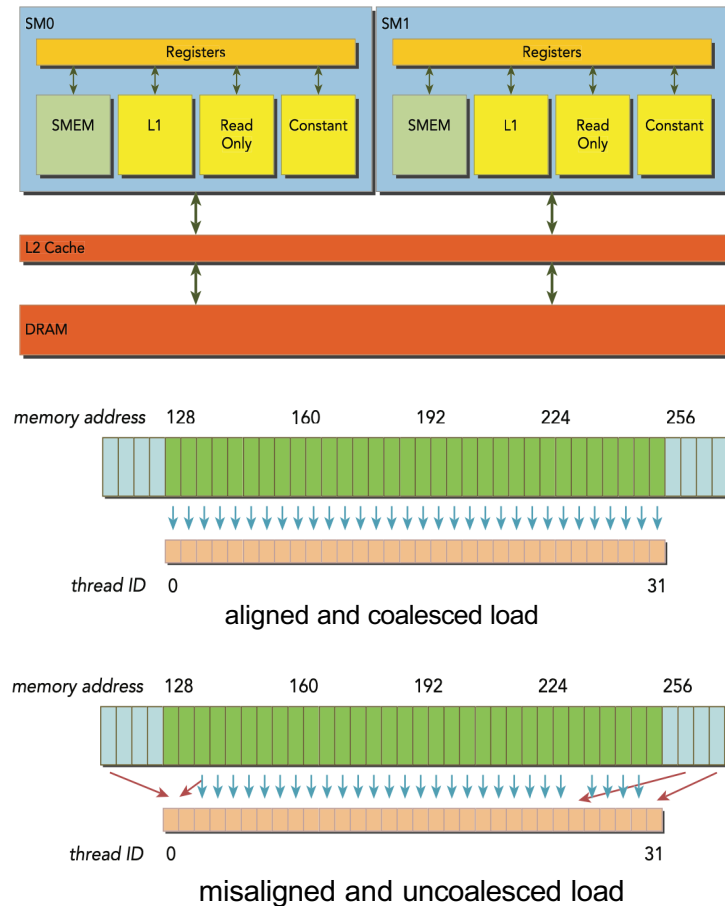 SM0 SM1
Registers Registers
SMEM L1 Read Only Constant SMEM L1 Read Only Constant
L2 Cache
DRAM
memory address 128 160 192 224 256
thread ID 0 31
aligned and coalesced load
memory address 128 160 192 224 256
thread ID 0 31
misaligned and uncoalesced load